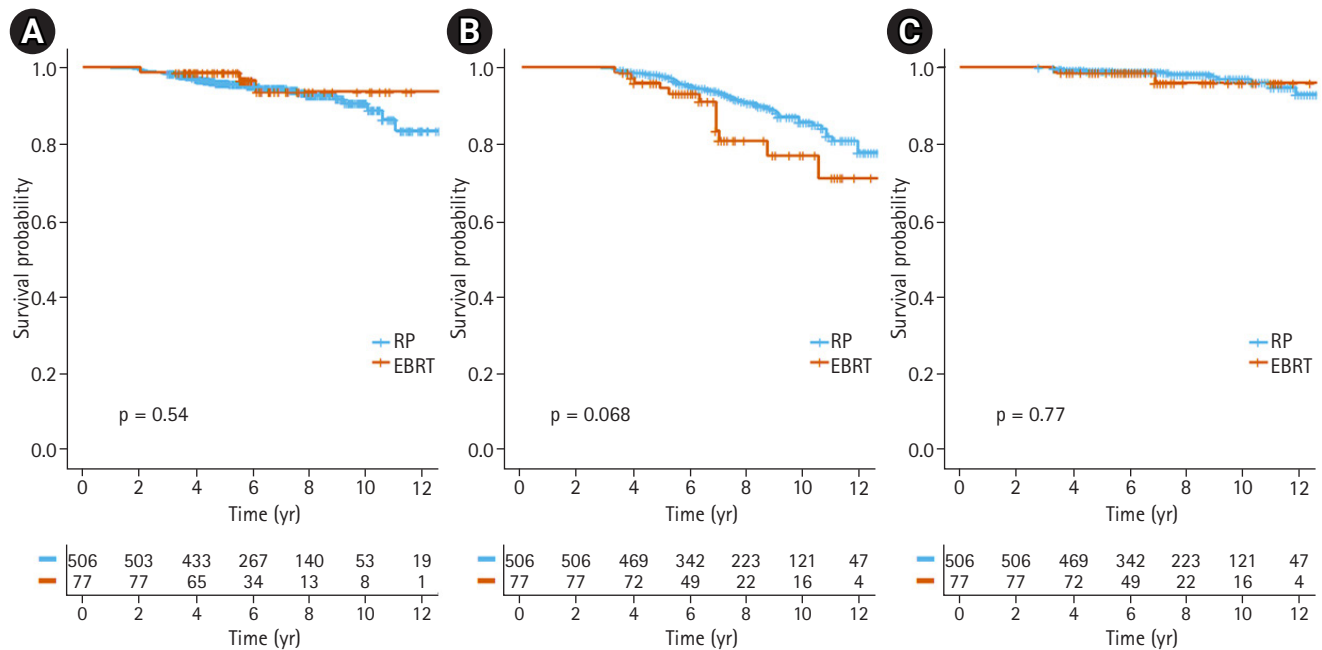 A
Survival probability
1.0
0.8
0.6
0.4
0.2
0.0
RP
EBRT
p = 0.54
0 2 4 6 8 10 12
Time (yr)
506 503 433 267 140 53 19
77 77 65 34 13 8 1
0 2 4 6 8 10 12
Time (yr)
B
Survival probability
1.0
0.8
0.6
0.4
0.2
0.0
RP
EBRT
p = 0.068
0 2 4 6 8 10 12
Time (yr)
506 506 469 342 223 121 47
77 77 72 49 22 16 4
0 2 4 6 8 10 12
Time (yr)
C
Survival probability
1.0
0.8
0.6
0.4
0.2
0.0
RP
EBRT
p = 0.77
0 2 4 6 8 10 12
Time (yr)
506 506 469 342 223 121 47
77 77 72 49 22 16 4
0 2 4 6 8 10 12
Time (yr)